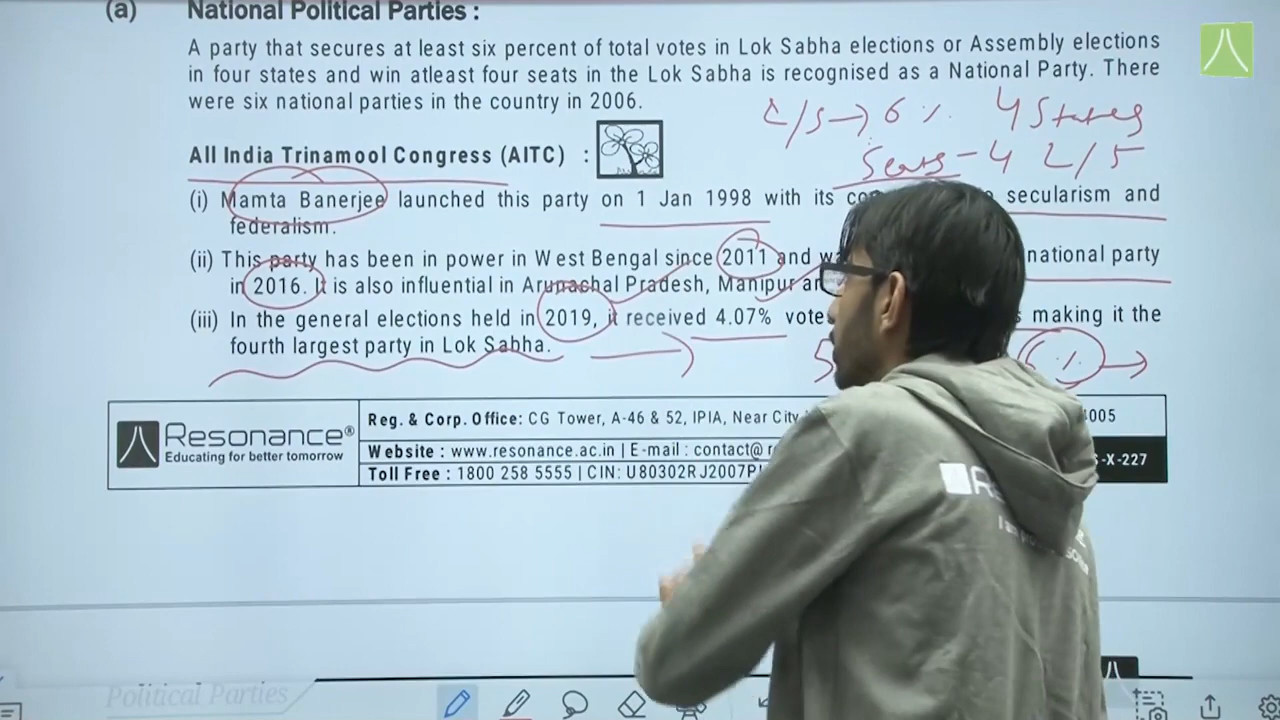 (a) National Political Parties :
A party that secures at least six percent of total votes in Lok Sabha elections or Assembly elections
in four states and win atleast four seats in the Lok Sabha is recognised as a National Party. There
were six national parties in the country in 2006.
L/S → 6 %. 4 States
Seats - 4 L/S
All India Trinamool Congress (AITC) :
(i) Mamta Banerjee launched this party on 1 Jan 1998 with its secularism and
federalism.
(ii) This party has been in power in West Bengal since 2011 and national party
in 2016. It is also influential in Arunachal Pradesh, Manipur
(iii) In the general elections held in 2019, it received 4.07% vote making it the
fourth largest party in Lok Sabha.
Resonance®
Educating for better tomorrow
Reg. & Corp. Office: CG Tower, A-46 & 52, IPIA, Near City
Website : www.resonance.ac.in | E-mail : contact@
Toll Free : 1800 258 5555 | CIN: U80302RJ2007PL
-X-227
Political Parties